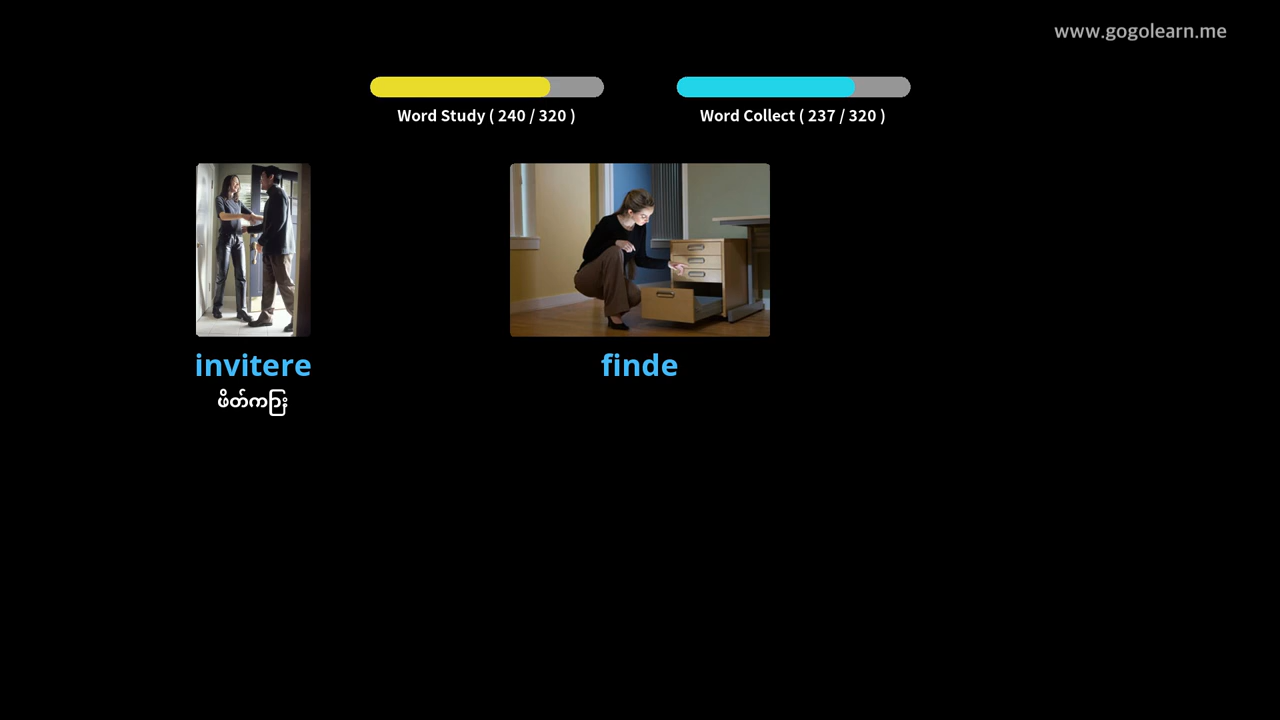 www.gogolearn.me
Word Study ( 240 / 320 )
Word Collect ( 237 / 320 )
invitere
ဖိတ်ကြား
finde